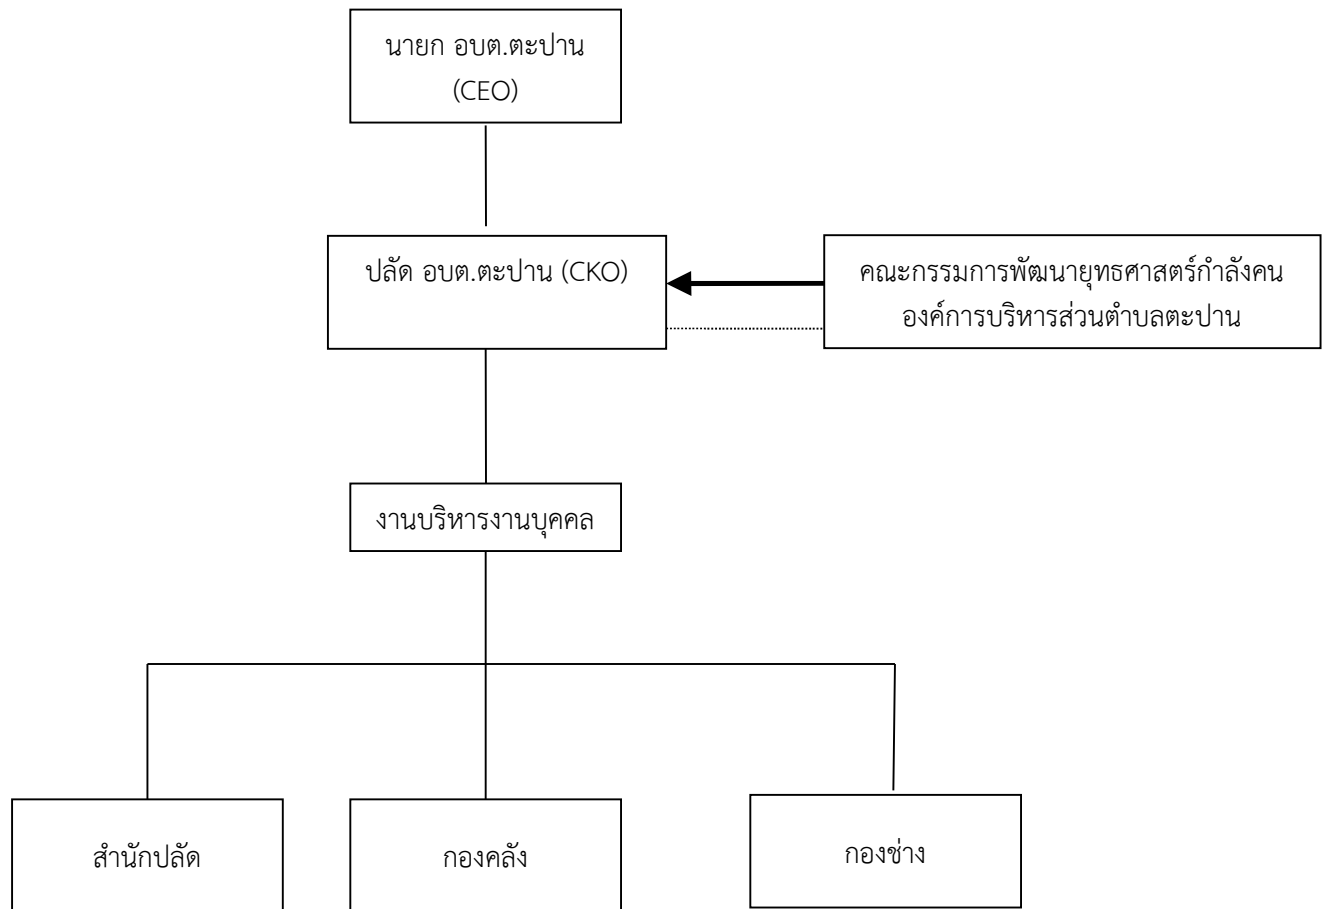 นายก อบต.ตะปาน
(CEO)
ปลัด อบต.ตะปาน (CKO)
คณะกรรมการพัฒนายุทธศาสตร์กำลังคน
องค์การบริหารส่วนตำบลตะปาน
งานบริหารงานบุคคล
สำนักปลัด
กองคลัง
กองช่าง